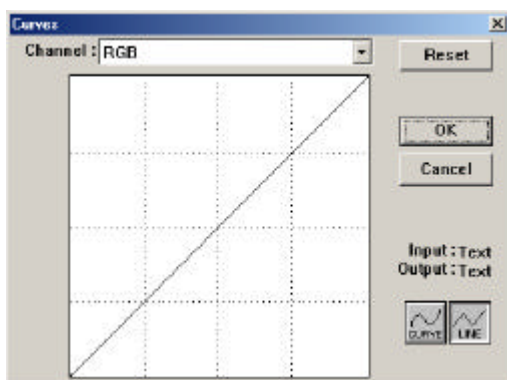 Curves
Channel : RGB
Reset
OK
Cancel
Input : Text
Output : Text
CURVE
LINE